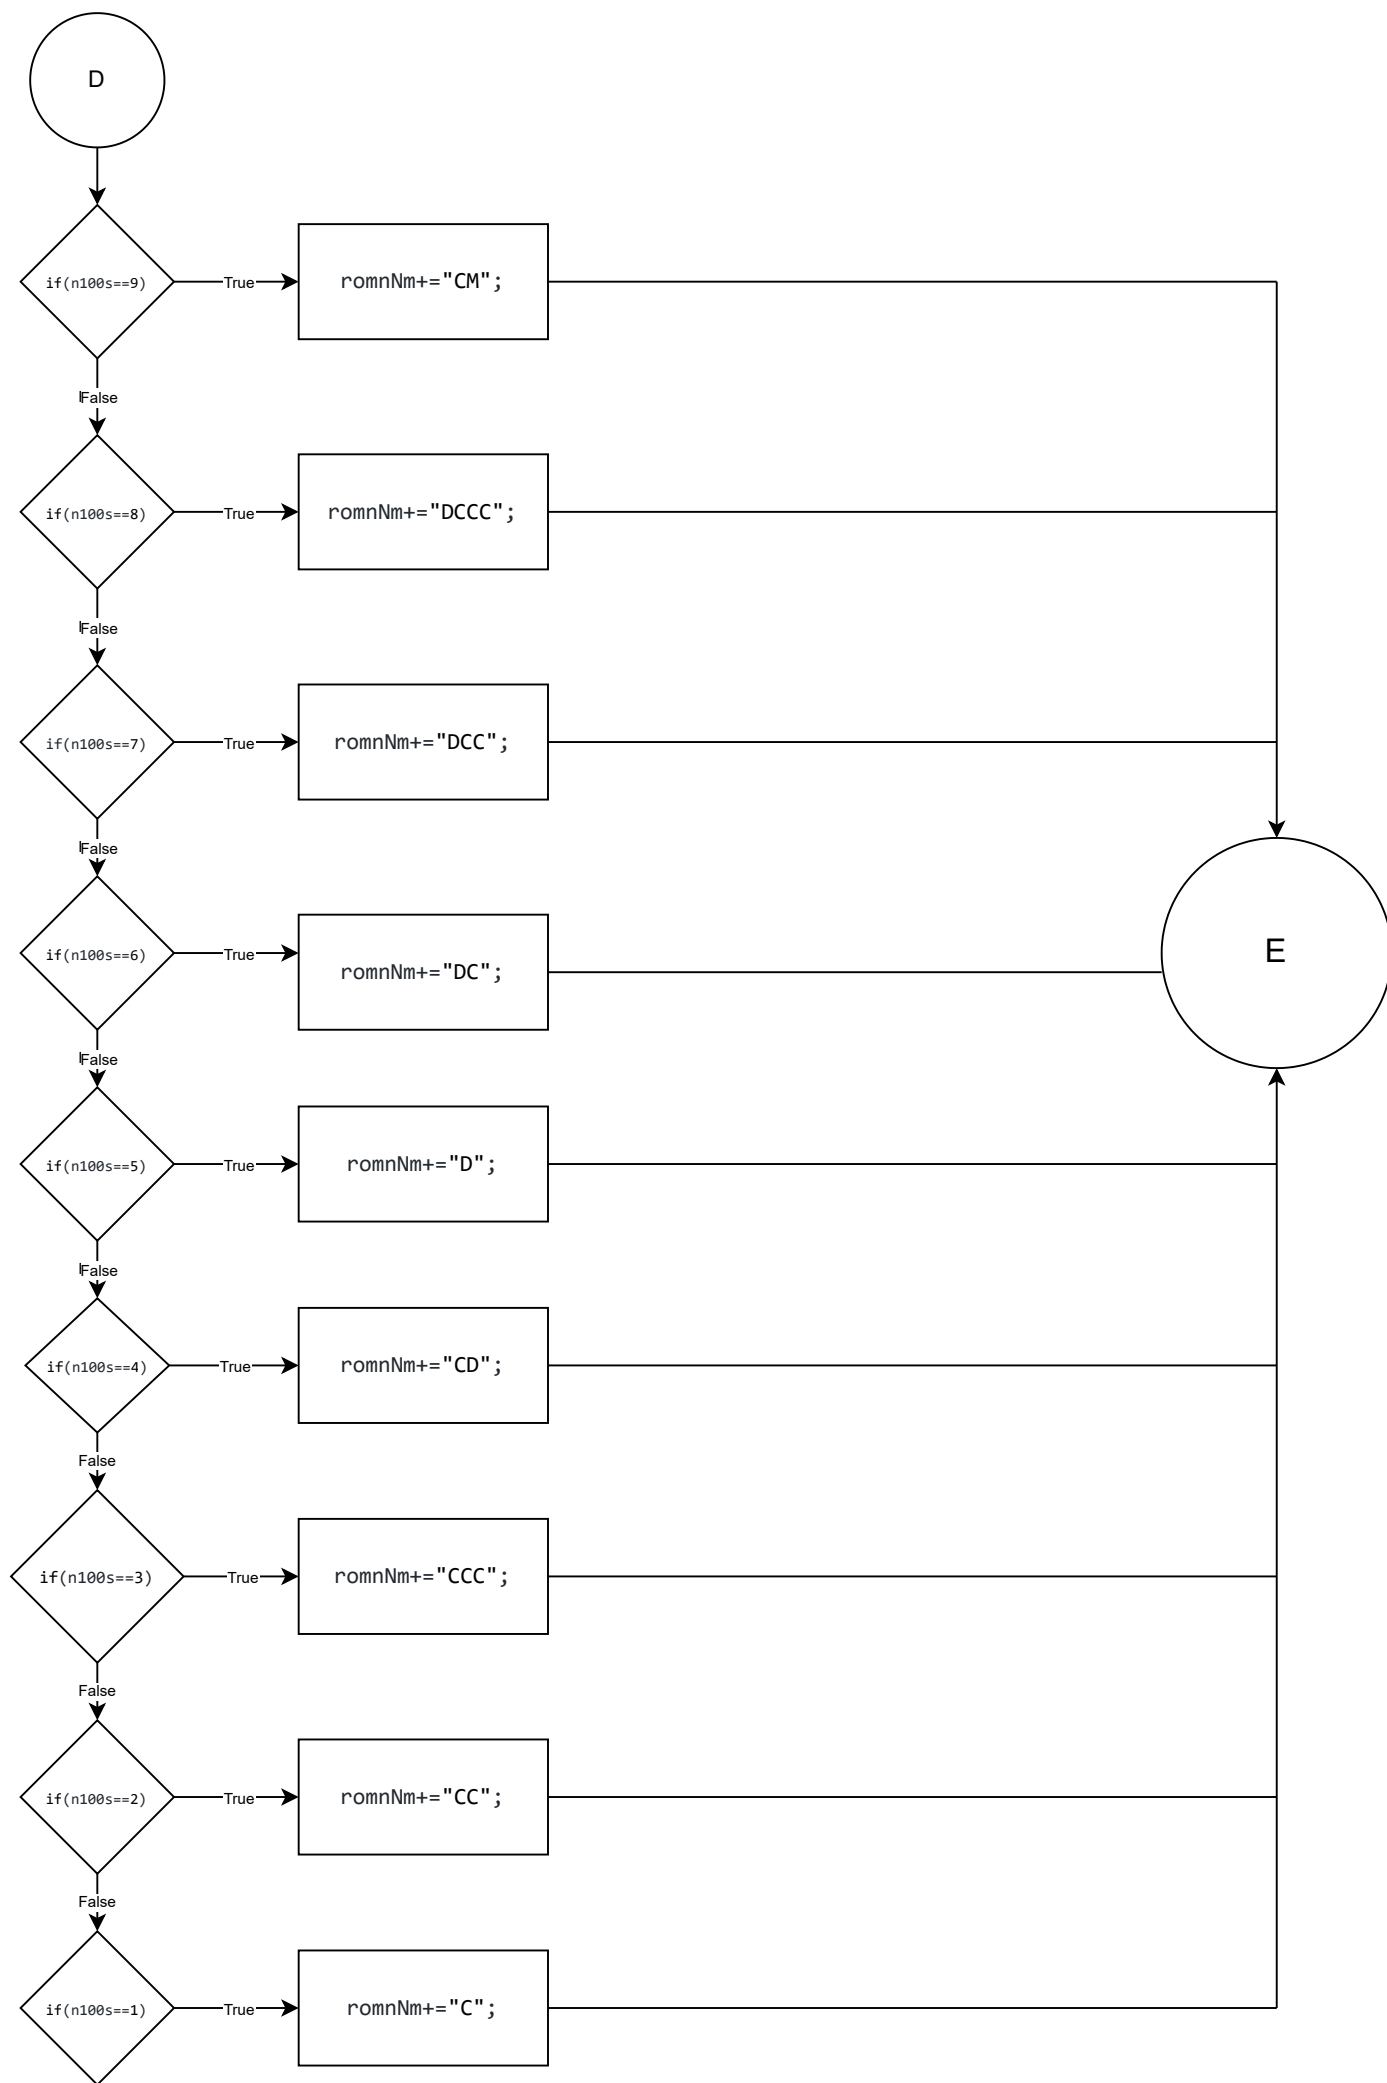 D
if(n100s==9)
True
romnNm+="CM";
False
if(n100s==8)
True
romnNm+="DCCC";
False
if(n100s==7)
True
romnNm+="DCC";
False
if(n100s==6)
True
romnNm+="DC";
E
False
if(n100s==5)
True
romnNm+="D";
False
if(n100s==4)
True
romnNm+="CD";
False
if(n100s==3)
True
romnNm+="CCC";
False
if(n100s==2)
True
romnNm+="CC";
False
if(n100s==1)
True
romnNm+="C";